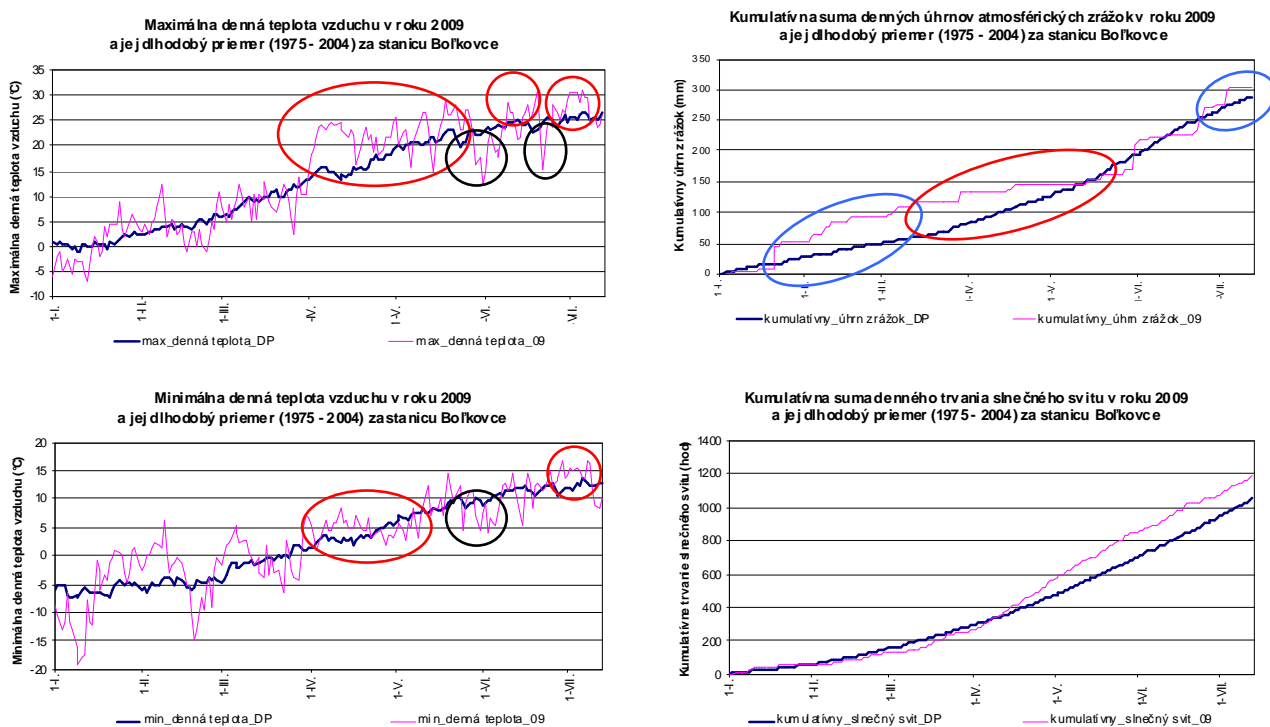 Maximálna denná teplota vzduchu v roku 2009
a jej dlhodobý priemer (1975 - 2004) za stanicu Boľkovce
Maximálna denná teplota vzduchu (°C)
35
30
25
20
15
10
5
0
-5
-10
1-I.
1-II.
1-III.
-IV.
1-V.
-VI.
-VII.
max_denná teplota_DP
max_denná teplota_09
Kumulatívna suma denných úhrnov atmosférických zrážok v roku 2009
a jej dlhodobý priemer (1975 - 2004) za stanicu Boľkovce
Kumulatívny úhrn zrážok (mm)
350
300
250
200
150
100
50
0
1-I.
1-III.
I-IV.
1-V.
I-VI.
-VII.
kumulatívny_úhrn zrážok_DP
kumulatívny_úhrn zrážok_09
Minimálna denná teplota vzduchu v roku 2009
a jej dlhodobý priemer (1975 - 2004) za stanicu Boľkovce
Minimálna denná teplota vzduchu (°C)
20
15
10
5
0
-5
-10
-15
-20
1-I.
1-II.
1-III.
1-IV.
1-V.
1-VI.
1-VII.
min_denná teplota_DP
min_denná teplota_09
Kumulatívna suma denného trvania slnečného svitu v roku 2009
a jej dlhodobý priemer (1975 - 2004) za stanicu Boľkovce
Kumulatívne trvanie slnečného svitu (hod)
1400
1200
1000
800
600
400
200
0
1-I.
1-II.
1-III.
1-IV.
1-V.
1-VI.
1-VII.
kumulatívny_slnečný svit_DP
kumulatívny_slnečný svit_09